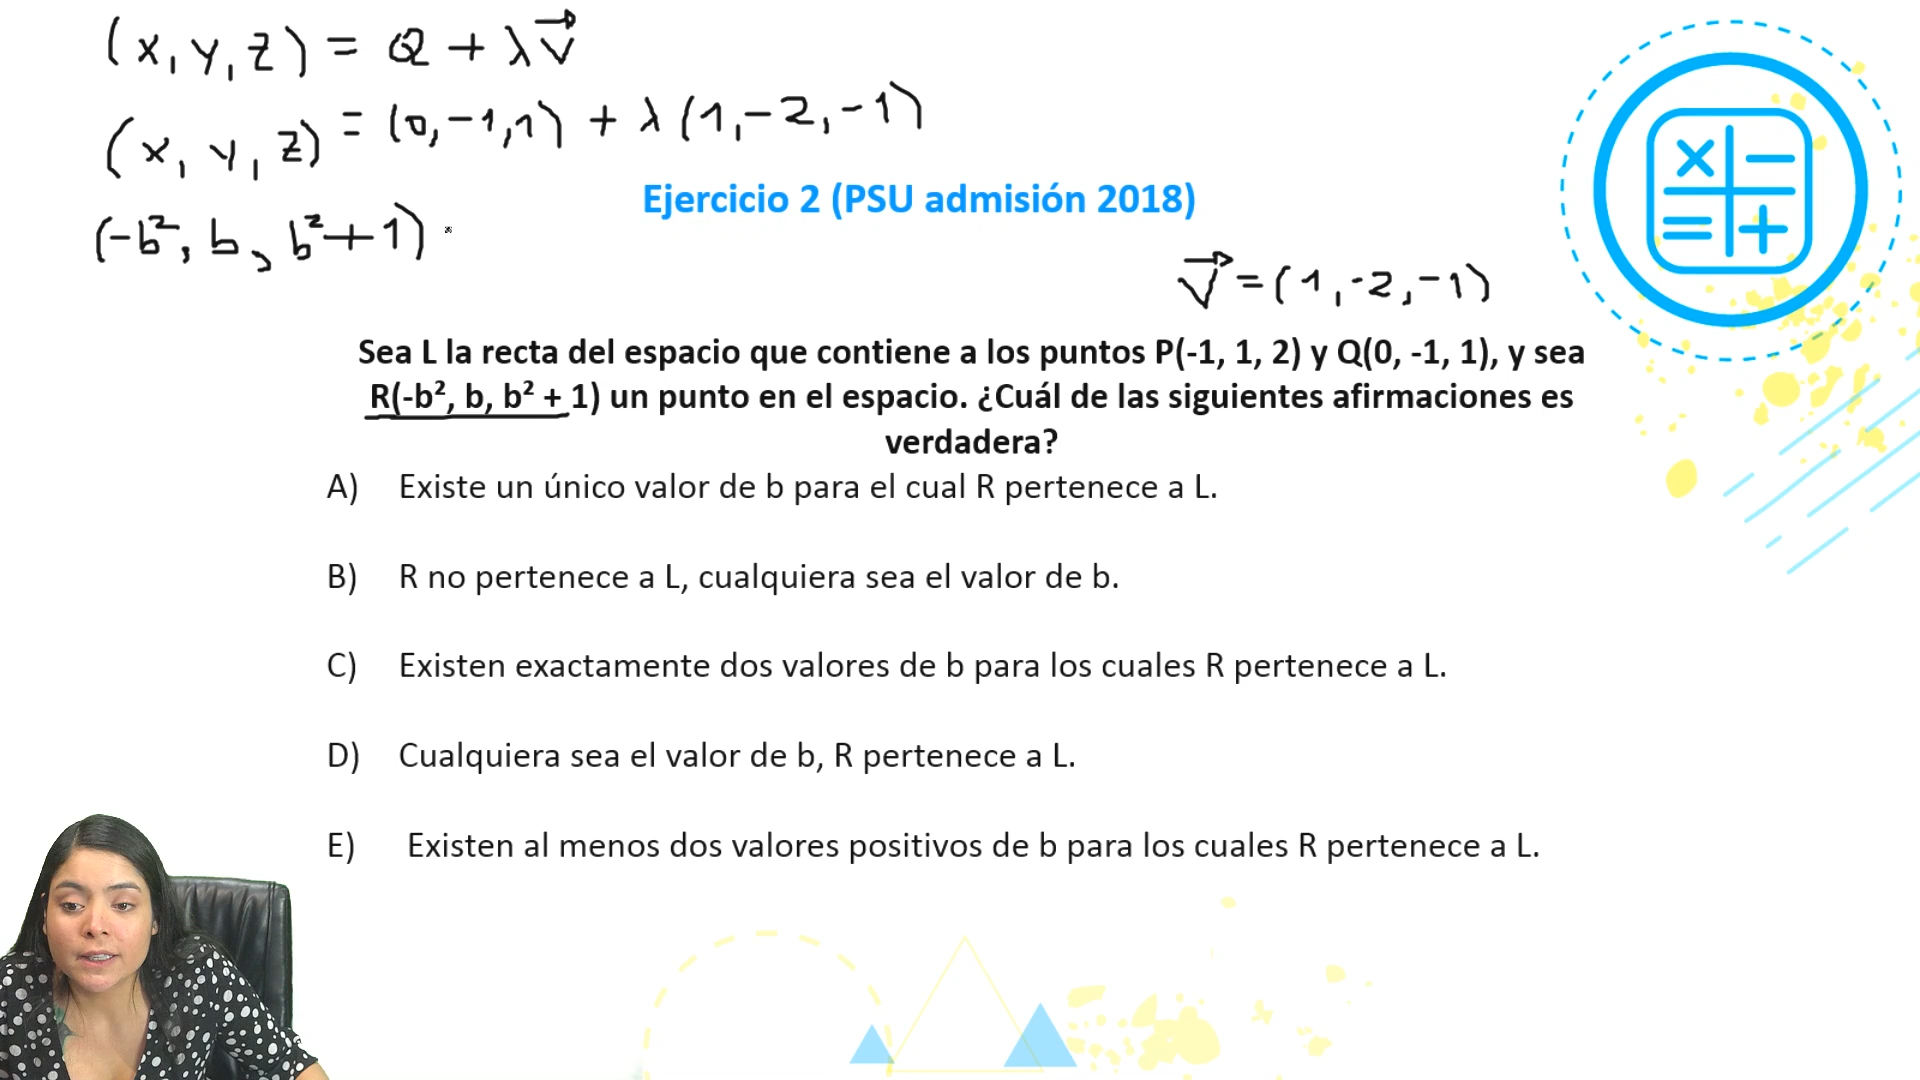 (x, y, z) = Q + λ v⃗
(x, y, z) = (0, -1, 1) + λ (1, -2, -1)
Ejercicio 2 (PSU admisión 2018)
(-b², b, b² + 1)
v⃗ = (1, -2, -1)
Sea L la recta del espacio que contiene a los puntos P(-1, 1, 2) y Q(0, -1, 1), y sea
R(-b², b, b² + 1) un punto en el espacio. ¿Cuál de las siguientes afirmaciones es
verdadera?
A) Existe un único valor de b para el cual R pertenece a L.
B) R no pertenece a L, cualquiera sea el valor de b.
C) Existen exactamente dos valores de b para los cuales R pertenece a L.
D) Cualquiera sea el valor de b, R pertenece a L.
E) Existen al menos dos valores positivos de b para los cuales R pertenece a L.